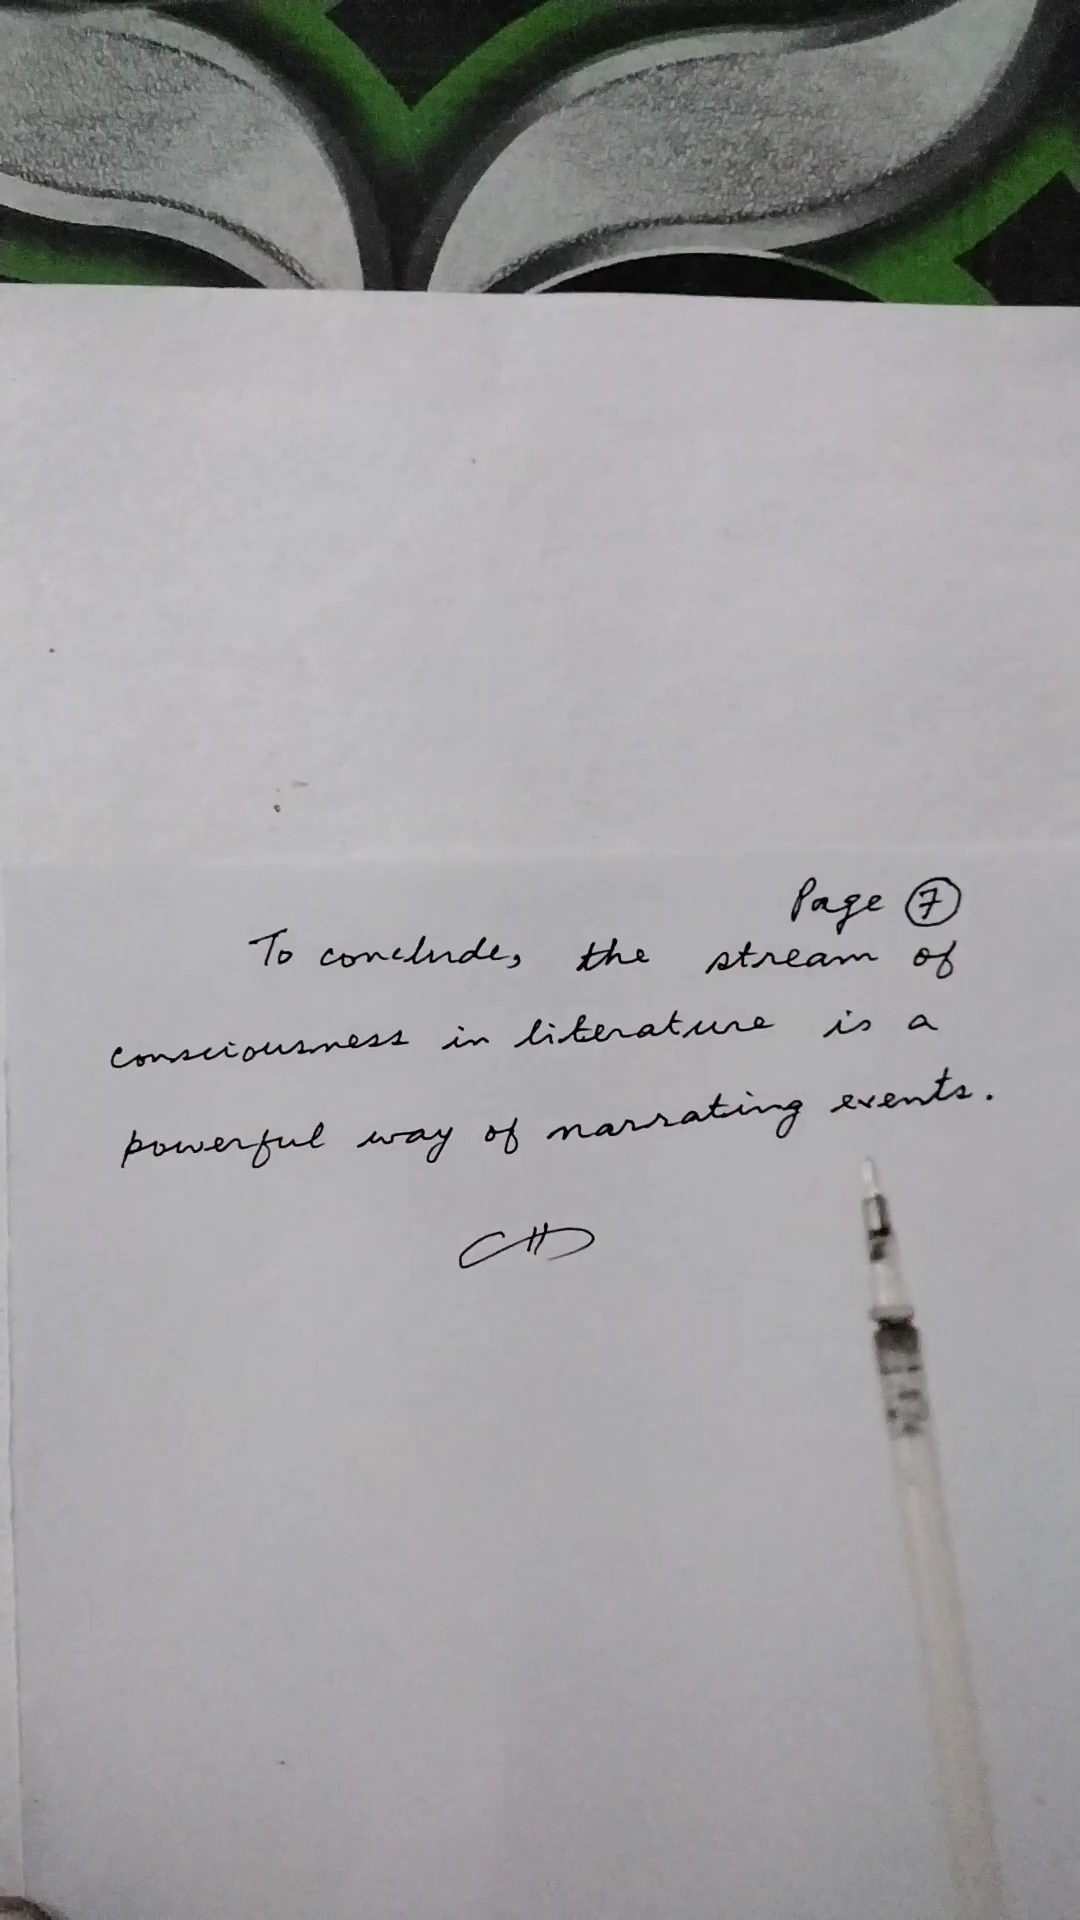 Page 7
To conclude, the stream of
consciousness in literature is a
powerful way of narrating events.